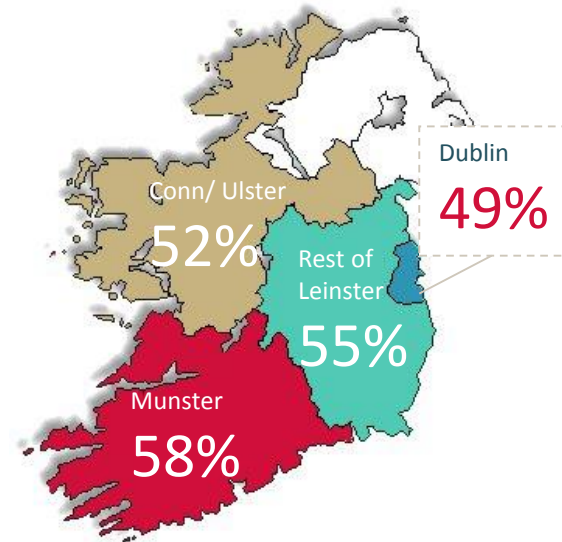 Dublin
49%
Conn/ Ulster
52%
Rest of
Leinster
55%
Munster
58%